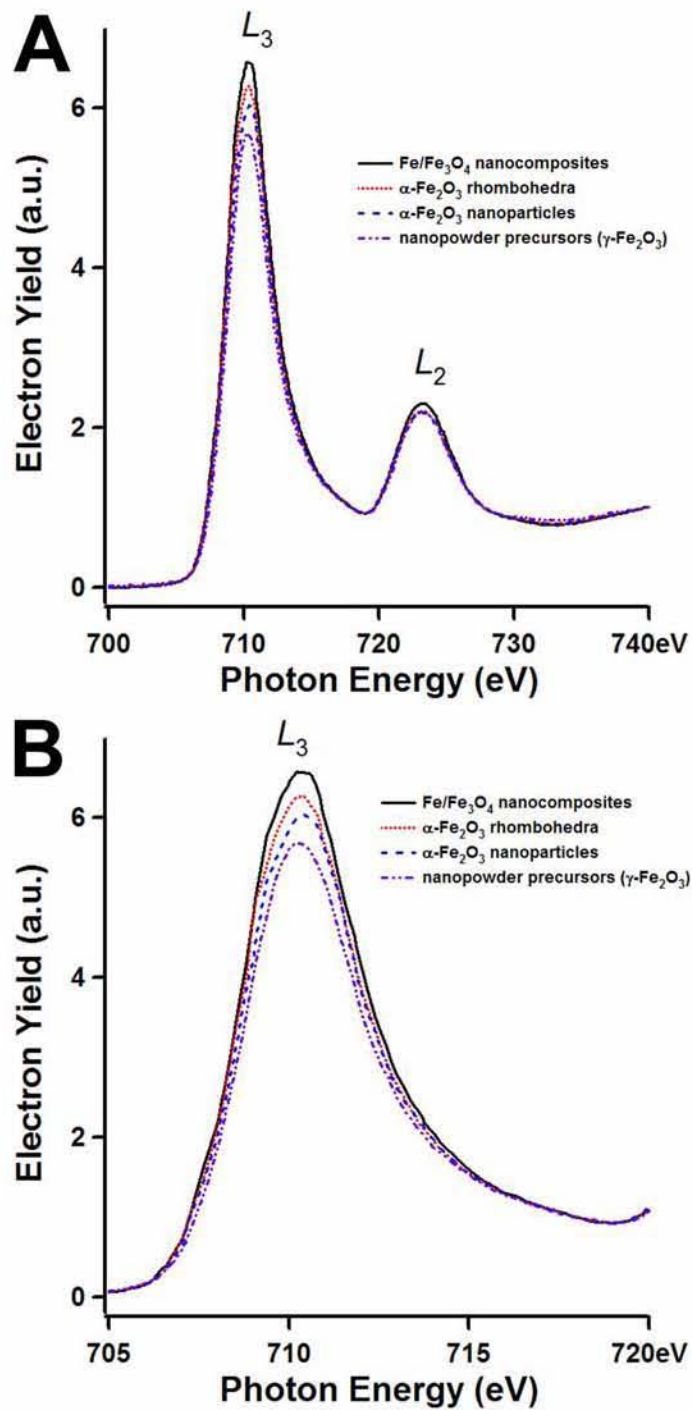 A
L₃
6
Fe/Fe₃O₄ nanocomposites
α-Fe₂O₃ rhombohedra
α-Fe₂O₃ nanoparticles
nanopowder precursors (γ-Fe₂O₃)
4
L₂
2
0
Electron Yield (a.u.)
700 710 720 730 740eV
Photon Energy (eV)
B
L₃
6
Fe/Fe₃O₄ nanocomposites
α-Fe₂O₃ rhombohedra
α-Fe₂O₃ nanoparticles
nanopowder precursors (γ-Fe₂O₃)
4
2
0
Electron Yield (a.u.)
705 710 715 720eV
Photon Energy (eV)